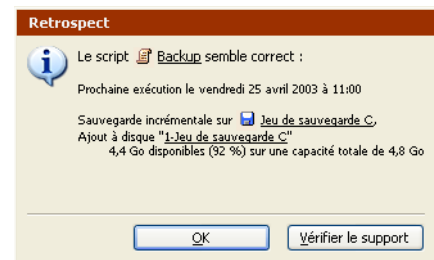 Retrospect
Le script Backup semble correct :
Prochaine exécution le vendredi 25 avril 2003 à 11:00
Sauvegarde incrémentale sur Jeu de sauvegarde C,
Ajout à disque "1-Jeu de sauvegarde C"
4,4 Go disponibles (92 %) sur une capacité totale de 4,8 Go
OK
Vérifier le support